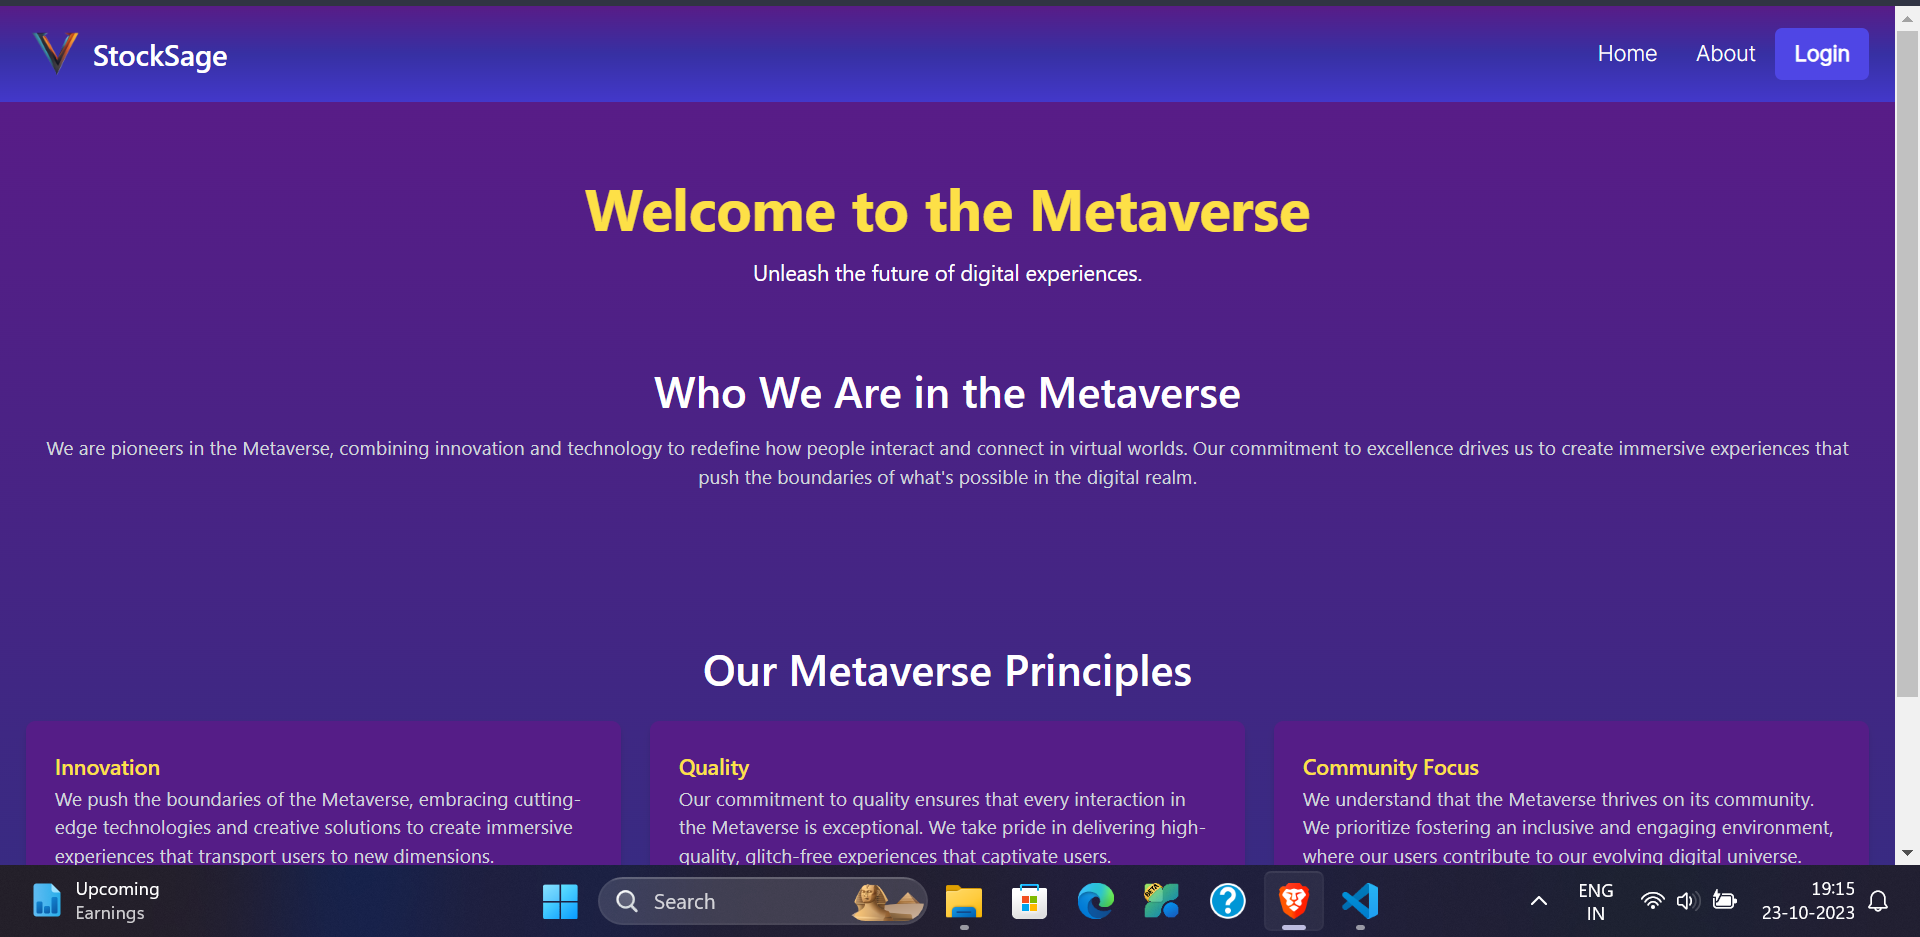 StockSage
Home About Login
Welcome to the Metaverse
Unleash the future of digital experiences.
Who We Are in the Metaverse
We are pioneers in the Metaverse, combining innovation and technology to redefine how people interact and connect in virtual worlds. Our commitment to excellence drives us to create immersive experiences that
push the boundaries of what's possible in the digital realm.
Our Metaverse Principles
Innovation
We push the boundaries of the Metaverse, embracing cutting-
edge technologies and creative solutions to create immersive
experiences that transport users to new dimensions.
Quality
Our commitment to quality ensures that every interaction in
the Metaverse is exceptional. We take pride in delivering high-
quality, glitch-free experiences that captivate users.
Community Focus
We understand that the Metaverse thrives on its community.
We prioritize fostering an inclusive and engaging environment,
where our users contribute to our evolving digital universe.
Upcoming
Earnings
Search
BETA
ENG
IN
19:15
23-10-2023